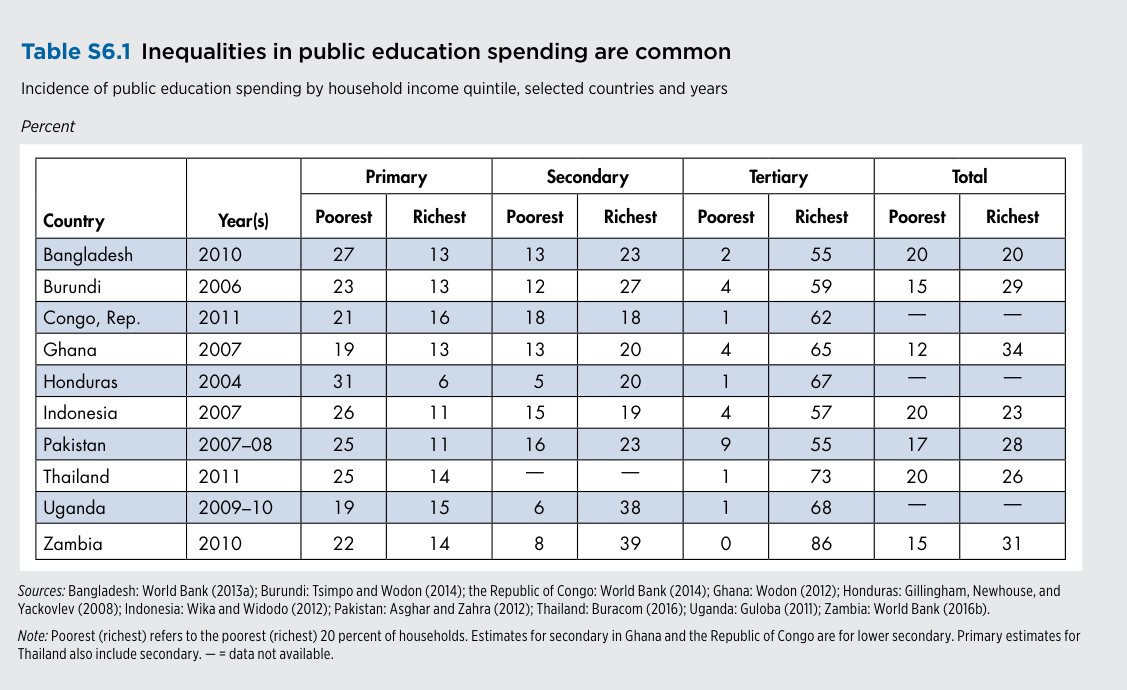 Table S6.1 Inequalities in public education spending are common
Incidence of public education spending by household income quintile, selected countries and years
Percent
Primary Secondary Tertiary Total
Country Year(s) Poorest Richest Poorest Richest Poorest Richest Poorest Richest
Bangladesh 2010 27 13 13 23 2 55 20 20
Burundi 2006 23 13 12 27 4 59 15 29
Congo, Rep. 2011 21 16 18 18 1 62 — —
Ghana 2007 19 13 13 20 4 65 12 34
Honduras 2004 31 6 5 20 1 67 — —
Indonesia 2007 26 11 15 19 4 57 20 23
Pakistan 2007–08 25 11 16 23 9 55 17 28
Thailand 2011 25 14 — — 1 73 20 26
Uganda 2009–10 19 15 6 38 1 68 — —
Zambia 2010 22 14 8 39 0 86 15 31
Sources: Bangladesh: World Bank (2013a); Burundi: Tsimpo and Wodon (2014); the Republic of Congo: World Bank (2014); Ghana: Wodon (2012); Honduras: Gillingham, Newhouse, and
Yackovlev (2008); Indonesia: Wika and Widodo (2012); Pakistan: Asghar and Zahra (2012); Thailand: Buracom (2016); Uganda: Guloba (2011); Zambia: World Bank (2016b).
Note: Poorest (richest) refers to the poorest (richest) 20 percent of households. Estimates for secondary in Ghana and the Republic of Congo are for lower secondary. Primary estimates for
Thailand also include secondary. — = data not available.